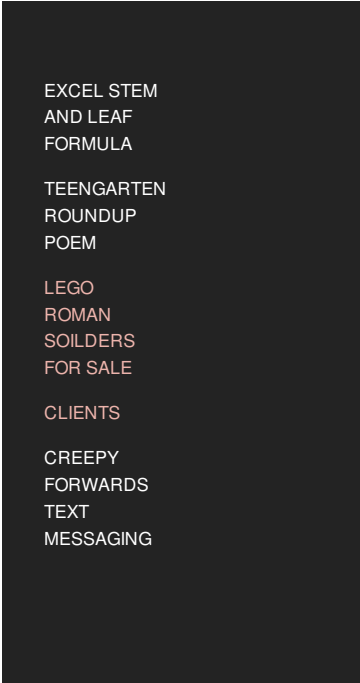 EXCEL STEM
AND LEAF
FORMULA
TEENGARTEN
ROUNDUP
POEM
LEGO
ROMAN
SOILDERS
FOR SALE
CLIENTS
CREEPY
FORWARDS
TEXT
MESSAGING